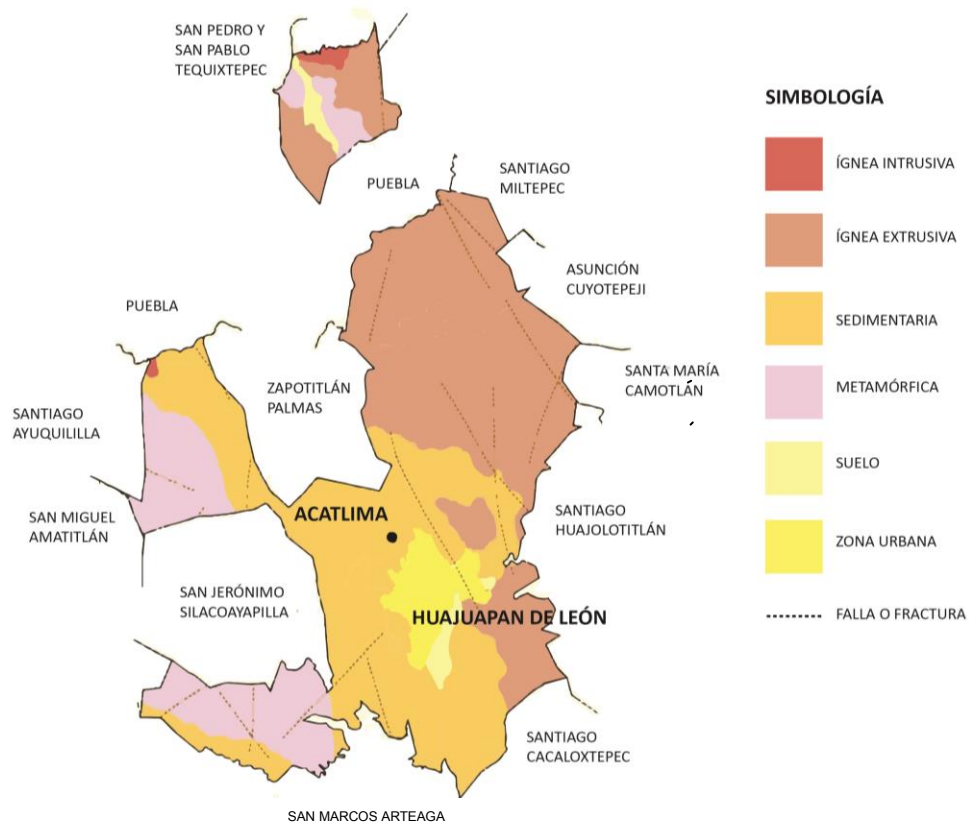 SAN PEDRO Y
SAN PABLO
TEQUIXTEPEC
PUEBLA
SANTIAGO
MILTEPEC
ASUNCIÓN
CUYOTEPEJI
PUEBLA
ZAPOTITLÁN
PALMAS
SANTA MARÍA
CAMOTLÁN
SANTIAGO
AYUQUILILLA
SAN MIGUEL
AMATITLÁN
ACATLIMA
SANTIAGO
HUAJOLOTITLÁN
SAN JERÓNIMO
SILACOAYAPILLA
HUAJUAPAN DE LEÓN
SANTIAGO
CACALOXTEPEC
SAN MARCOS ARTEAGA
SIMBOLOGÍA
ÍGNEA INTRUSIVA
ÍGNEA EXTRUSIVA
SEDIMENTARIA
METAMÓRFICA
SUELO
ZONA URBANA
FALLA O FRACTURA